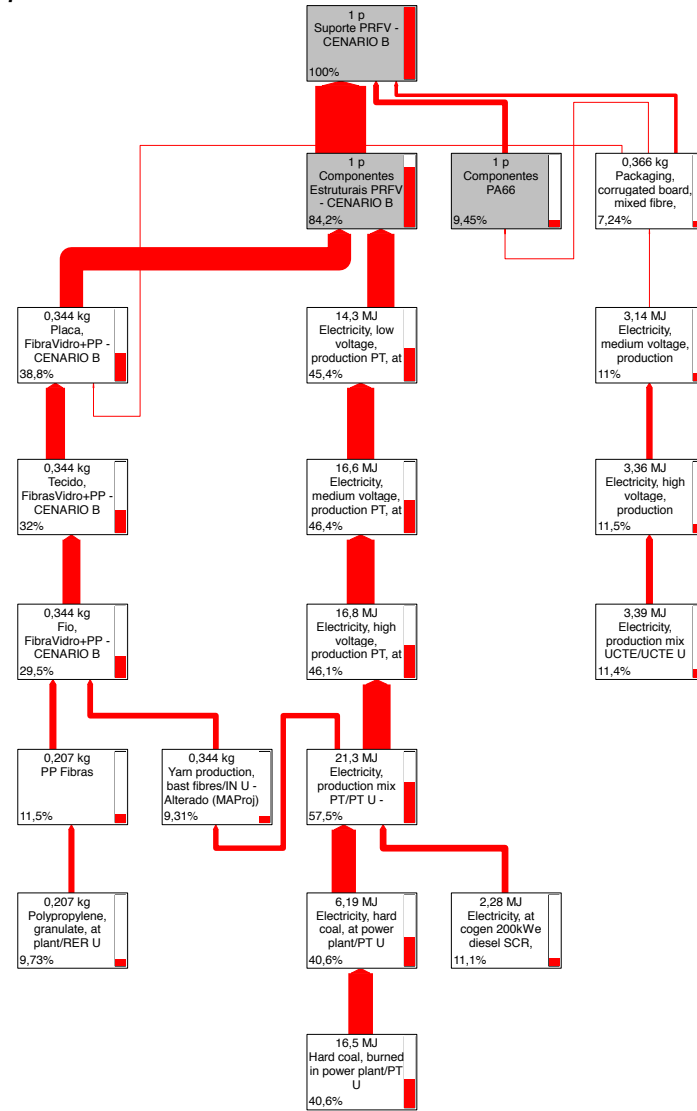 1 p
Suporte PRFV -
CENARIO B
100%
1 p
Componentes
Estruturais PRFV
- CENARIO B
84,2%
1 p
Componentes
PA66
9,45%
0,366 kg
Packaging,
corrugated board,
mixed fibre,
7,24%
0,344 kg
Placa,
FibraVidro+PP -
CENARIO B
38,8%
14,3 MJ
Electricity, low
voltage,
production PT, at
45,4%
3,14 MJ
Electricity,
medium voltage,
production
11%
0,344 kg
Tecido,
FibrasVidro+PP -
CENARIO B
32%
16,6 MJ
Electricity,
medium voltage,
production PT, at
46,4%
3,36 MJ
Electricity, high
voltage,
production
11,5%
0,344 kg
Fio,
FibraVidro+PP -
CENARIO B
29,5%
16,8 MJ
Electricity, high
voltage,
production PT, at
46,1%
3,39 MJ
Electricity,
production mix
UCTE/UCTE U
11,4%
0,207 kg
PP Fibras
11,5%
0,344 kg
Yarn production,
bast fibres/IN U -
Alterado (MAProj)
9,31%
21,3 MJ
Electricity,
production mix
PT/PT U -
57,5%
0,207 kg
Polypropylene,
granulate, at
plant/RER U
9,73%
6,19 MJ
Electricity, hard
coal, at power
plant/PT U
40,6%
2,28 MJ
Electricity, at
cogen 200kWe
diesel SCR,
11,1%
16,5 MJ
Hard coal, burned
in power plant/PT
U
40,6%